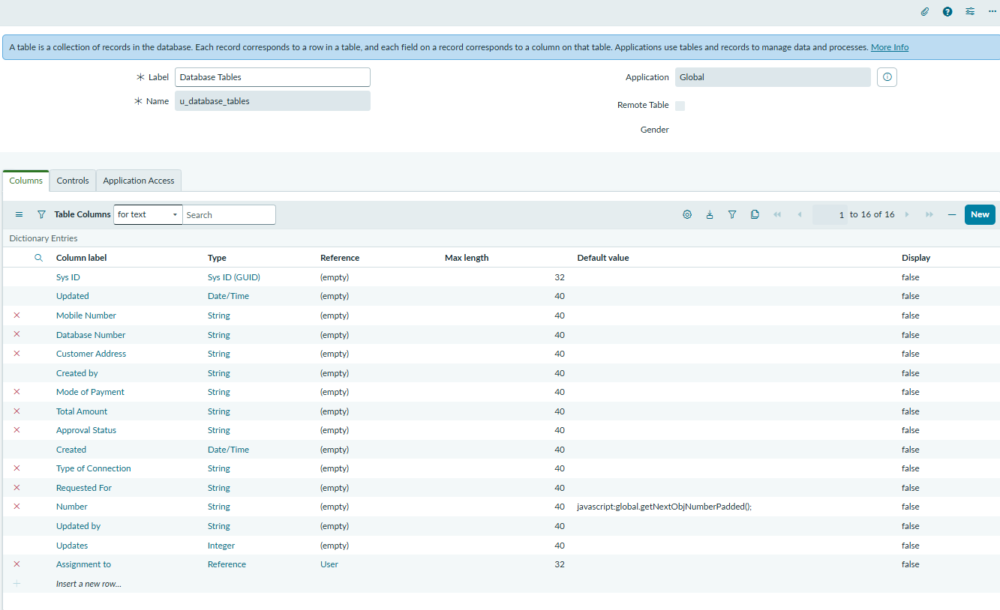 A table is a collection of records in the database. Each record corresponds to a row in a table, and each field on a record corresponds to a column on that table. Applications use tables and records to manage data and processes. More Info
Label Database Tables Application Global
Name u_database_tables
Remote Table
Gender
Columns Controls Application Access
Table Columns for text Search 1 to 16 of 16 New
Dictionary Entries
Column label Type Reference Max length Default value Display
Sys ID Sys ID (GUID) (empty) 32 false
Updated Date/Time (empty) 40 false
Mobile Number String (empty) 40 false
Database Number String (empty) 40 false
Customer Address String (empty) 40 false
Created by String (empty) 40 false
Mode of Payment String (empty) 40 false
Total Amount String (empty) 40 false
Approval Status String (empty) 40 false
Created Date/Time (empty) 40 false
Type of Connection String (empty) 40 false
Requested For String (empty) 40 false
Number String (empty) 40 javascript:global.getNextObjNumberPadded(); false
Updated by String (empty) 40 false
Updates Integer (empty) 40 false
Assignment to Reference User 32 false
Insert a new row...